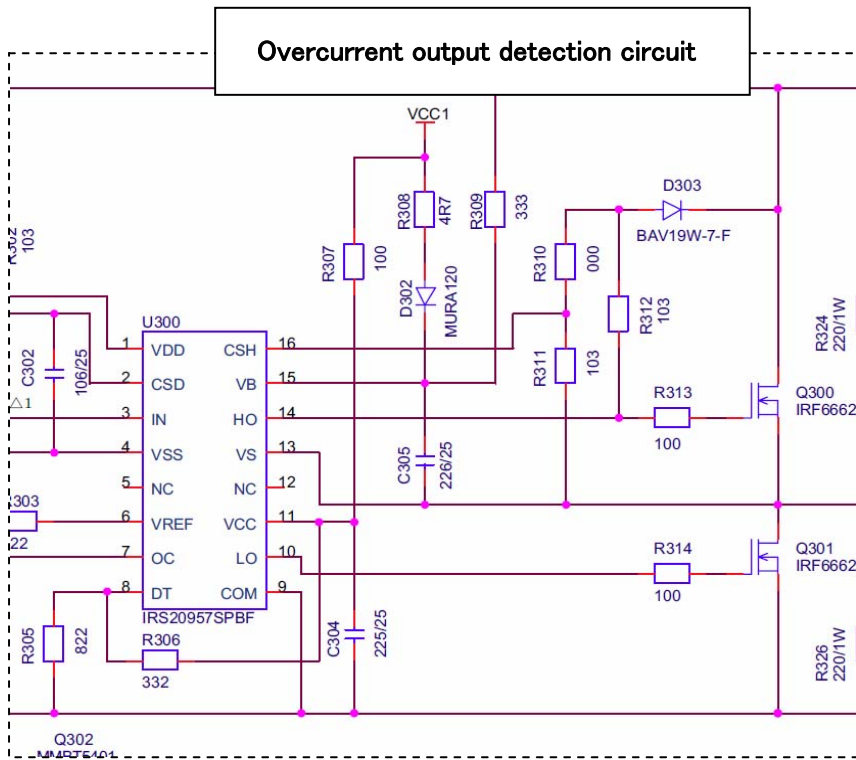 Overcurrent output detection circuit
VCC1
R308
4R7
R309
333
D303
BAV19W-7-F
103
R307
100
D302
MURA120
R310
000
R312
103
R311
103
R324
220/1W
C302
106/25
△1
U300
1 VDD CSH 16
2 CSD VB 15
3 IN HO 14
4 VSS VS 13
5 NC NC 12
6 VREF VCC 11
7 OC LO 10
8 DT COM 9
IRS20957SPBF
C305
226/25
R313
100
Q300
IRF6662
303
22
R314
100
Q301
IRF6662
R305
822
R306
332
C304
225/25
R326
220/1W
Q302